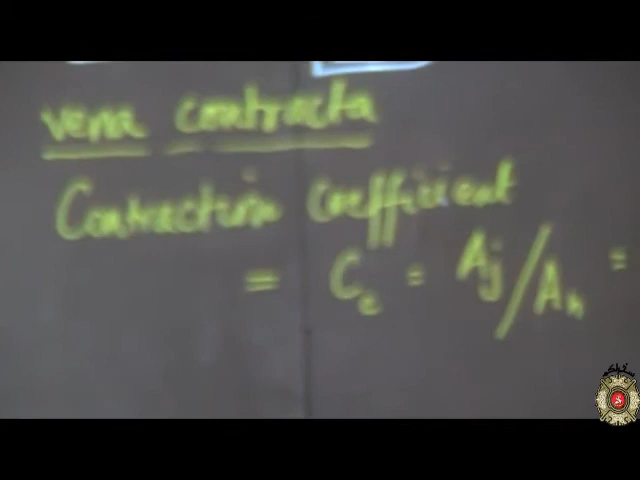 vena contracta
Contraction coefficient
= Cc = Aj/Ah =